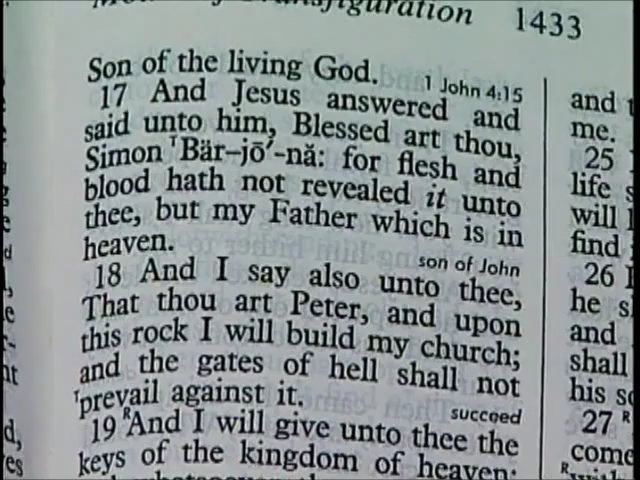 Transfiguration 1433
Son of the living God.
1 John 4:15
17 And Jesus answered and
said unto him, Blessed art thou,
Simon ᵀBär–jō′-nă: for flesh and
blood hath not revealed it unto
thee, but my Father which is in
heaven.
son of John
18 And I say also unto thee,
That thou art Peter, and upon
this rock I will build my church;
and the gates of hell shall not
ᵀprevail against it.
succeed
19 ᴿAnd I will give unto thee the
keys of the kingdom of heaven:
and
me.
25
life
will
find
26
he
and
shall
his
27 ᴿ
come